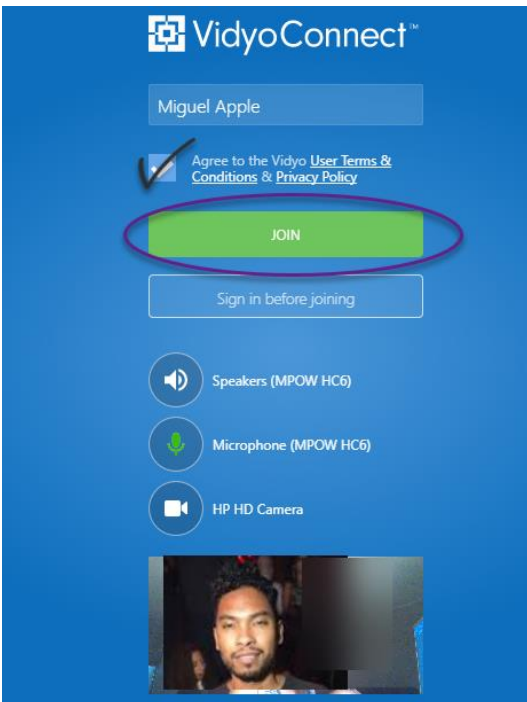 VidyoConnect™
Miguel Apple
Agree to the Vidyo User Terms &
Conditions & Privacy Policy
JOIN
Sign in before joining
Speakers (MPOW HC6)
Microphone (MPOW HC6)
HP HD Camera